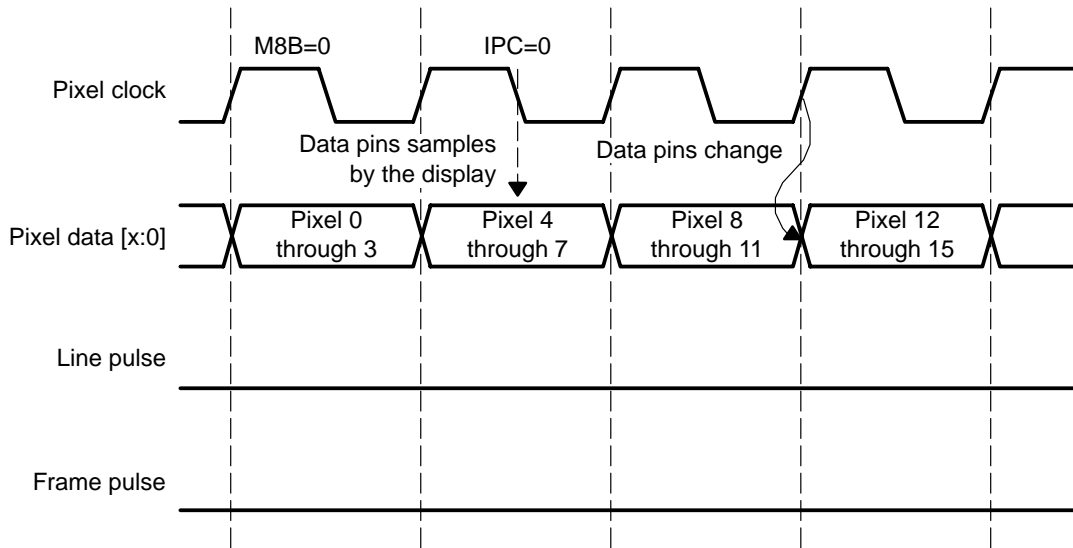 M8B=0
IPC=0
Pixel clock
Data pins samples
by the display
Data pins change
Pixel data [x:0]
Pixel 0
through 3
Pixel 4
through 7
Pixel 8
through 11
Pixel 12
through 15
Line pulse
Frame pulse